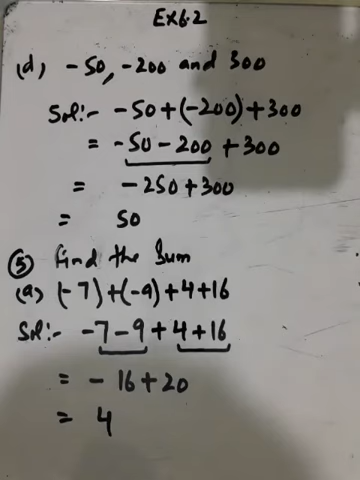 Ex6.2
(d) -50, -200 and 300
Sol:- -50+(-200)+300
= -50-200+300
= -250+300
= 50
⑤ Find the Sum
(a) (-7)+(-9)+4+16
Sol:- -7-9+4+16
= -16+20
= 4